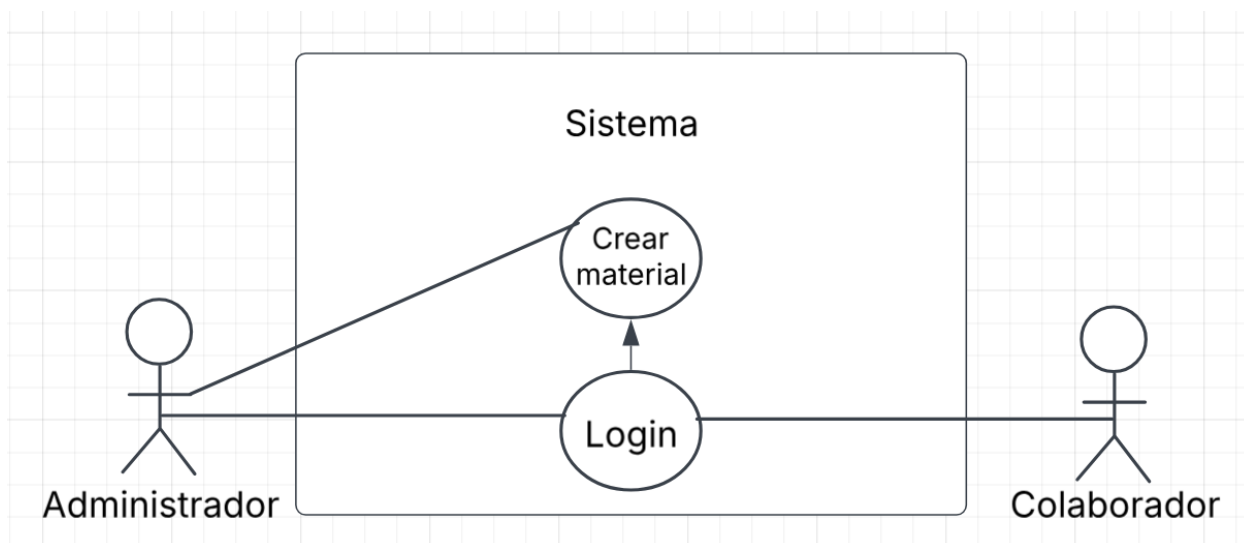 Sistema
Crear
material
Login
Administrador
Colaborador